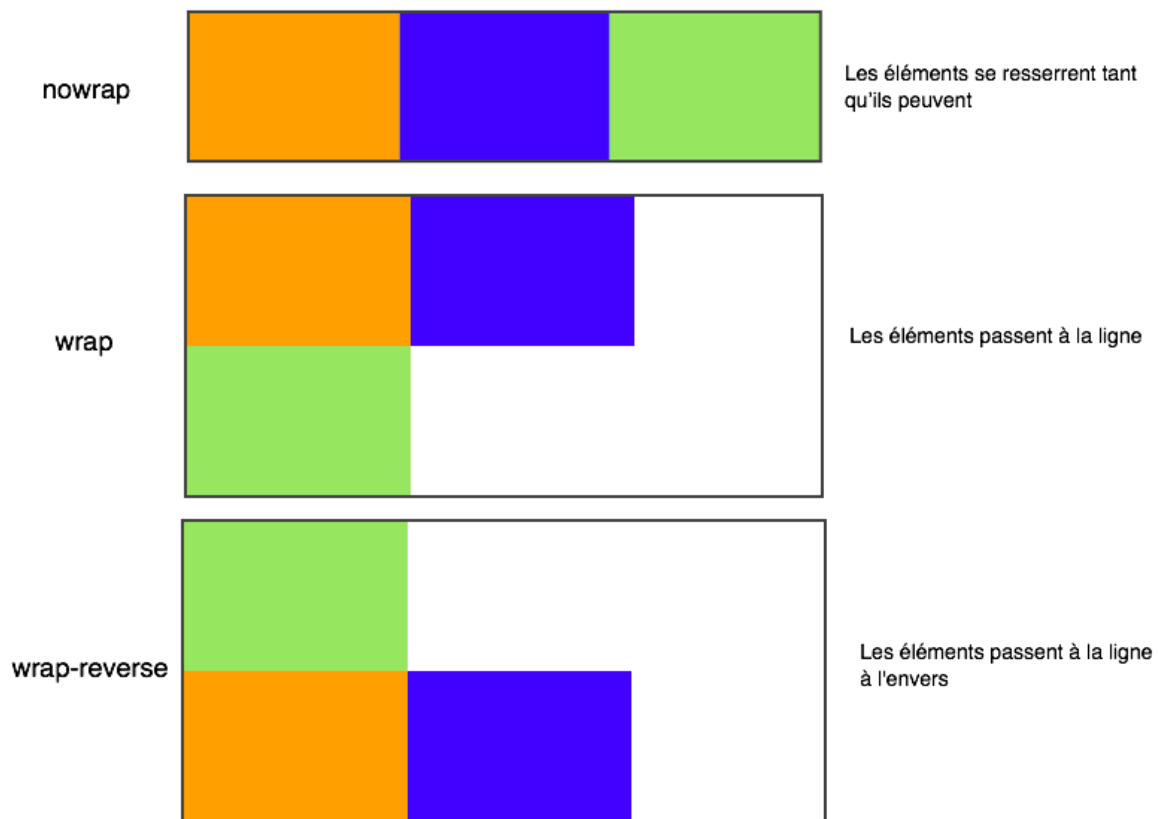 nowrap
Les éléments se resserrent tant
qu'ils peuvent
wrap
Les éléments passent à la ligne
wrap-reverse
Les éléments passent à la ligne
à l'envers